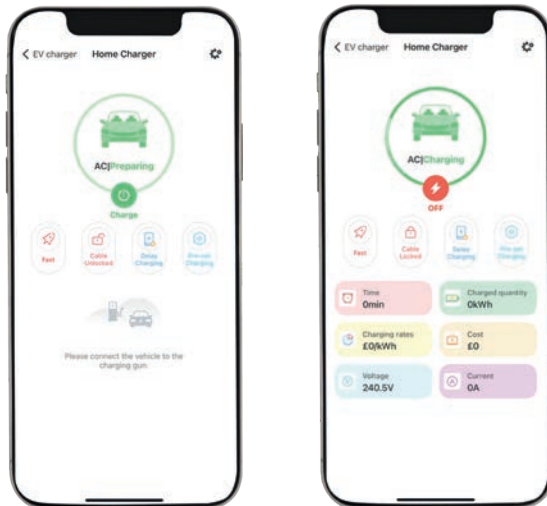 EV charger Home Charger
AC|Preparing
Charge
Fast
Cable
Unlocked
Delay
Charging
Pre-set
Charging
Please connect the vehicle to the
charging gun
EV charger Home Charger
AC|Charging
OFF
Fast
Cable
Locked
Delay
Charging
Pre-set
Charging
Time
0min
Charged quantity
0kWh
Charging rates
£0/kWh
Cost
£0
Voltage
240.5V
Current
0A